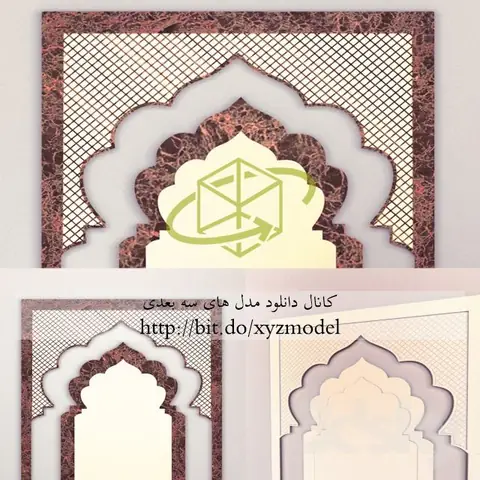 کانال دانلود مدل های سه بعدی
http://bit.do/xyzmodel